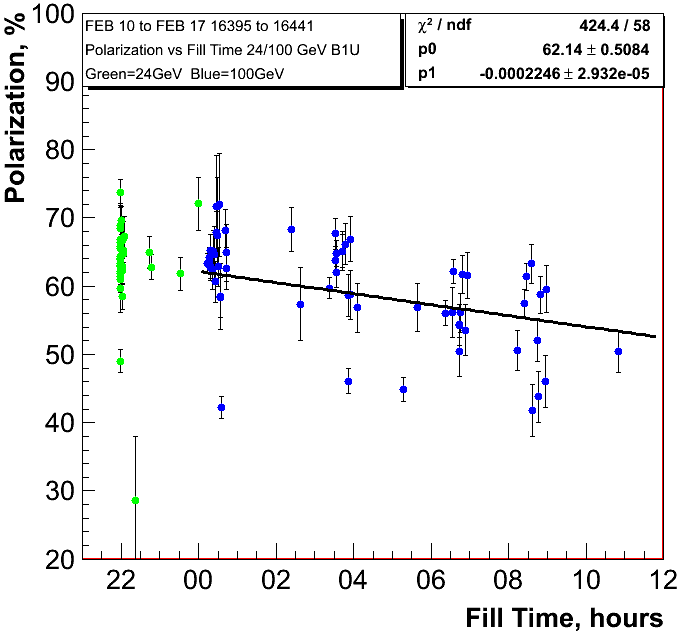 FEB 10 to FEB 17 16395 to 16441
Polarization vs Fill Time 24/100 GeV B1U
Green=24GeV Blue=100GeV
χ² / ndf 424.4 / 58
p0 62.14 ± 0.5084
p1 -0.0002246 ± 2.932e-05
Polarization, %
100
90
80
70
60
50
40
30
20
22 00 02 04 06 08 10 12
Fill Time, hours